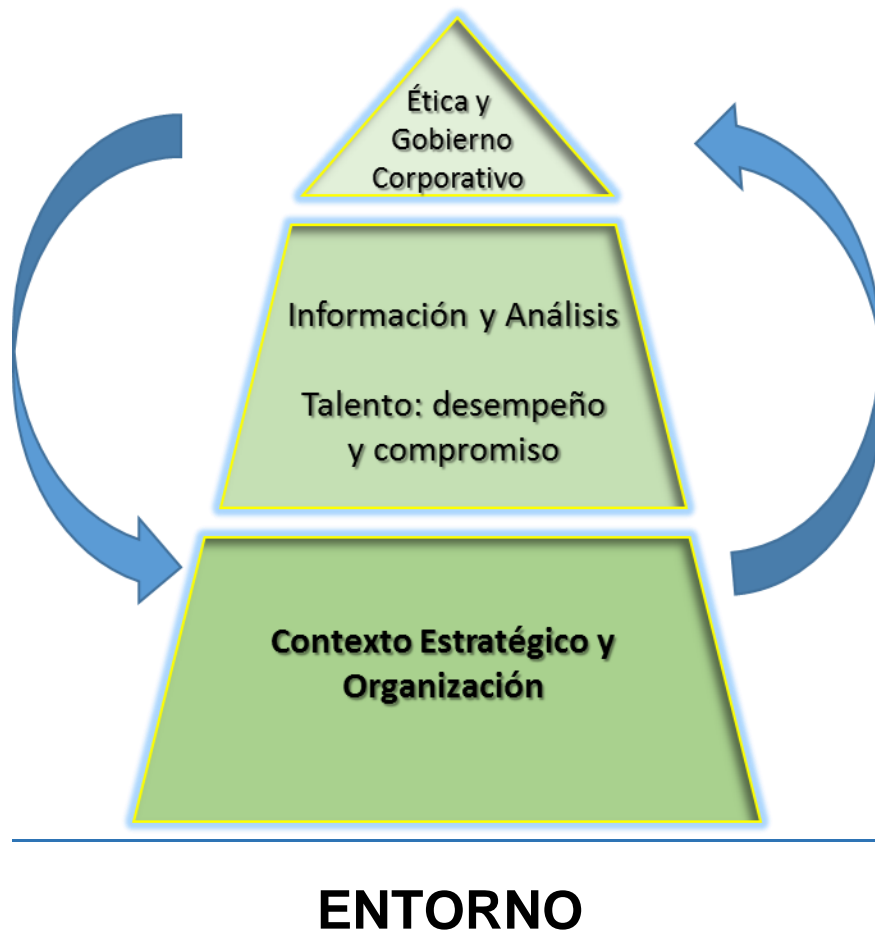 Ética y
Gobierno
Corporativo
Información y Análisis
Talento: desempeño
y compromiso
Contexto Estratégico y
Organización
ENTORNO